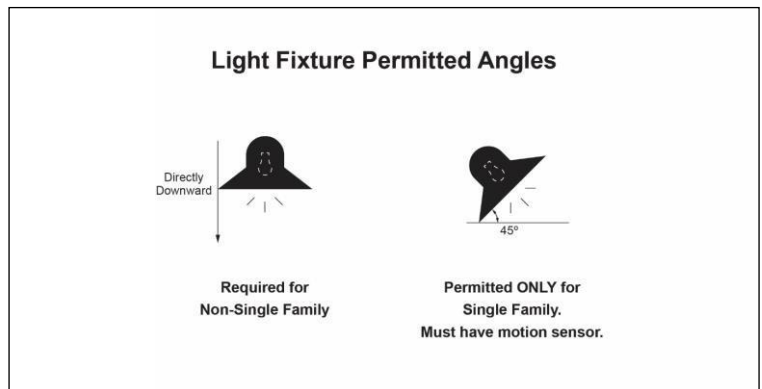 Light Fixture Permitted Angles
Directly
Downward
45º
Required for
Non-Single Family
Permitted ONLY for
Single Family.
Must have motion sensor.